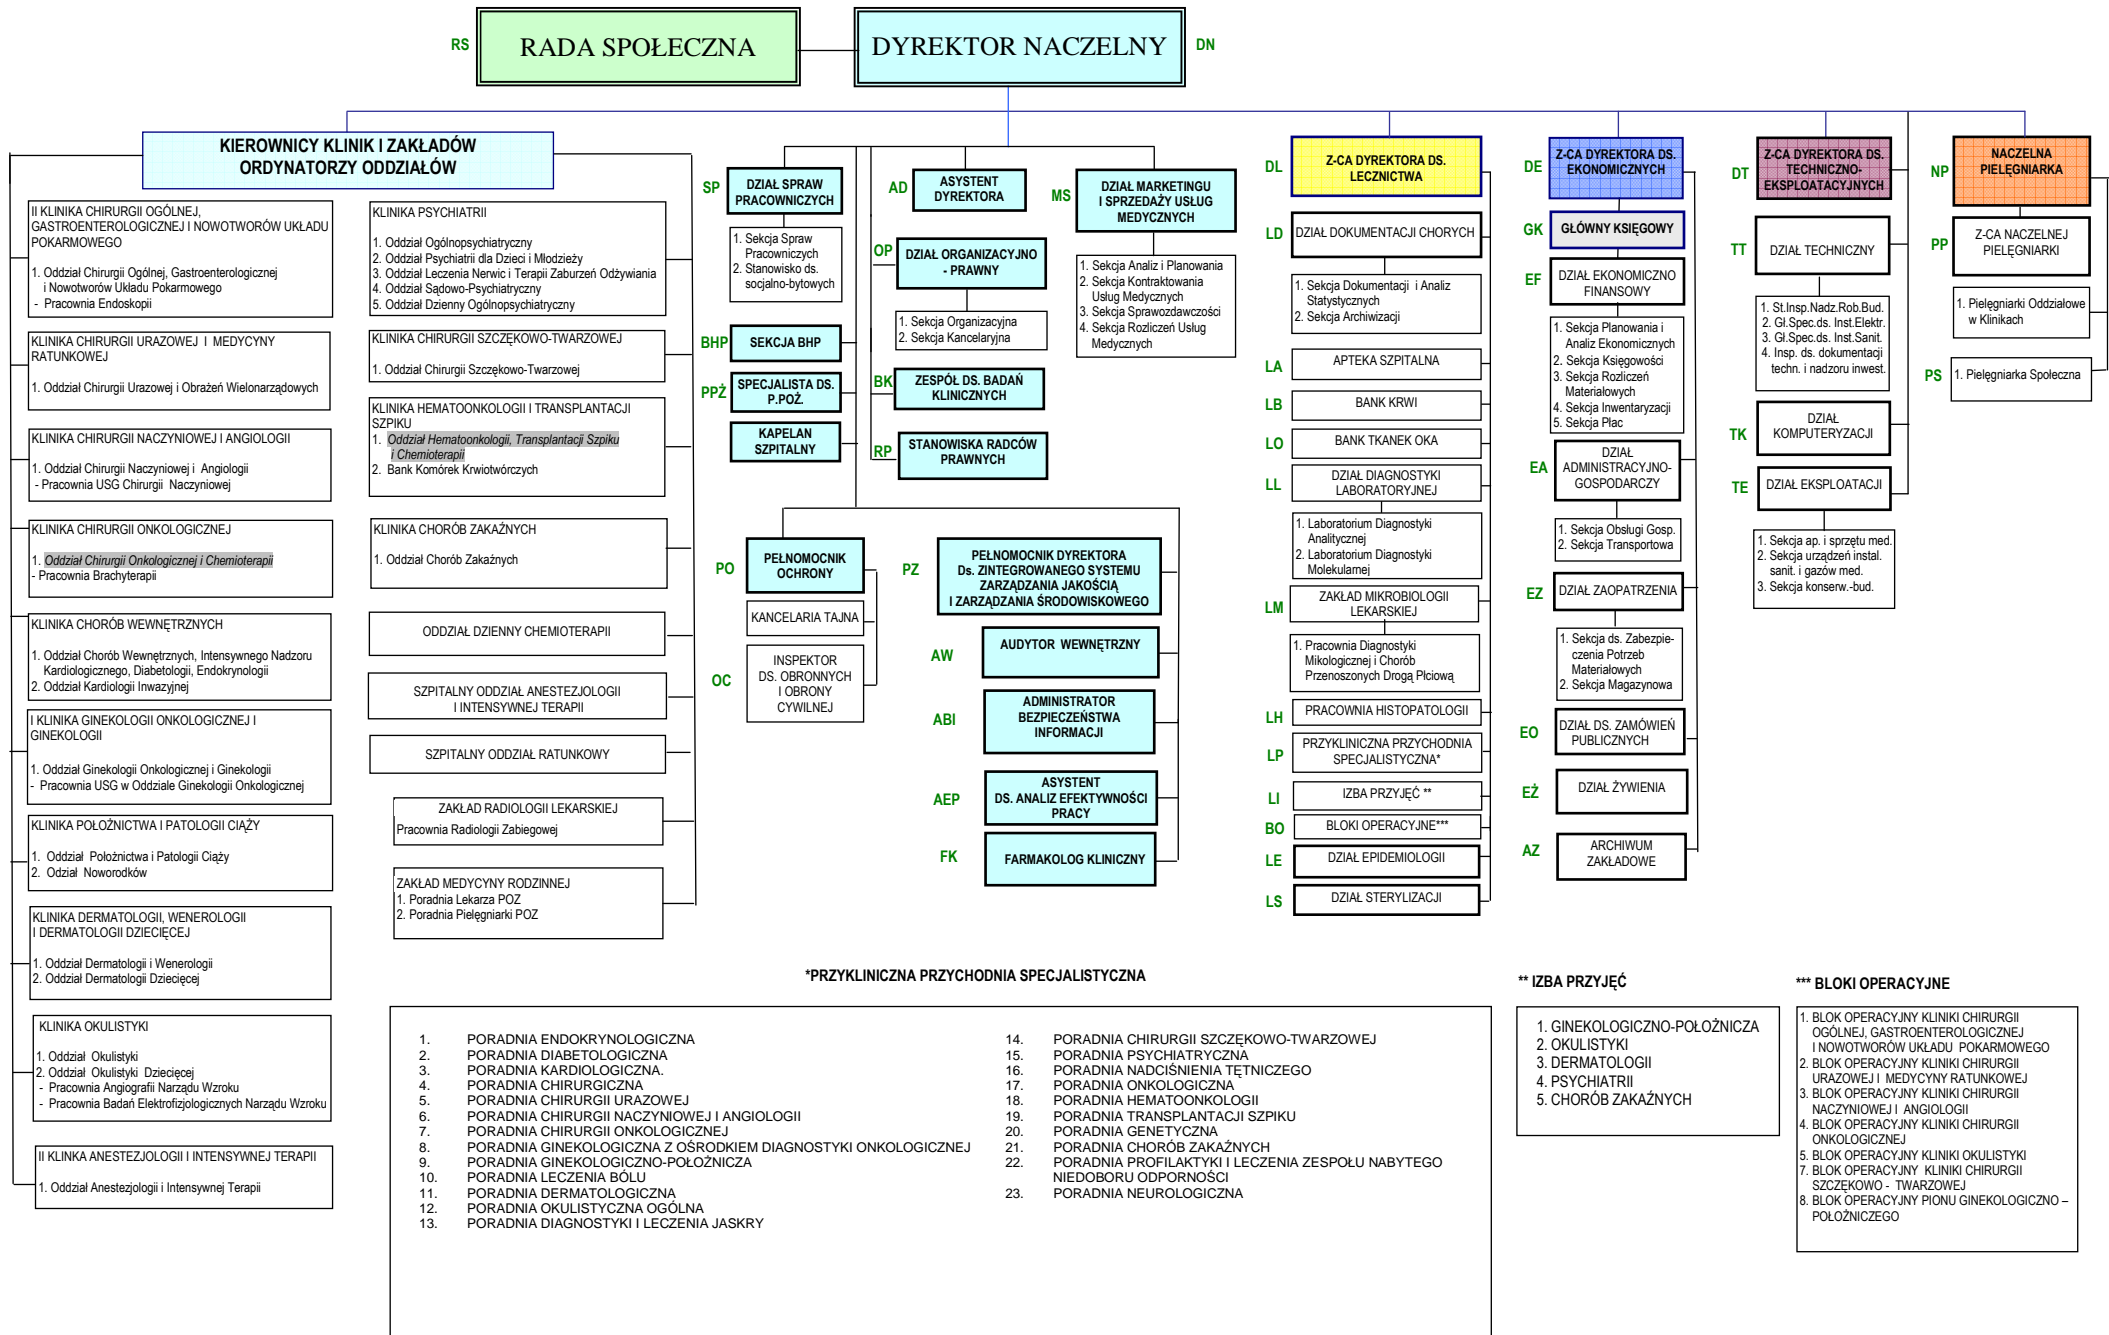 RS
RADA SPOŁECZNA
DYREKTOR NACZELNY
DN
KIEROWNICY KLINIK I ZAKŁADÓW
ORDYNATORZY ODDZIAŁÓW
II KLINIKA CHIRURGII OGÓLNEJ,
GASTROENTEROLOGICZNEJ I NOWOTWORÓW UKŁADU
POKARMOWEGO
1. Oddział Chirurgii Ogólnej, Gastroenterologicznej
i Nowotworów Układu Pokarmowego
- Pracownia Endoskopii
KLINIKA CHIRURGII URAZOWEJ I MEDYCYNY
RATUNKOWEJ
1. Oddział Chirurgii Urazowej i Obrażeń Wielonarządowych
KLINIKA CHIRURGII NACZYNIOWEJ I ANGIOLOGII
1. Oddział Chirurgii Naczyniowej i Angiologii
- Pracownia USG Chirurgii Naczyniowej
KLINIKA CHIRURGII ONKOLOGICZNEJ
1. Oddział Chirurgii Onkologicznej i Chemioterapii
- Pracownia Brachyterapii
KLINIKA CHORÓB WEWNĘTRZNYCH
1. Oddział Chorób Wewnętrznych, Intensywnego Nadzoru
Kardiologicznego, Diabetologii, Endokrynologii
2. Oddział Kardiologii Inwazyjnej
I KLINIKA GINEKOLOGII ONKOLOGICZNEJ I
GINEKOLOGII
1. Oddział Ginekologii Onkologicznej i Ginekologii
- Pracownia USG w Oddziale Ginekologii Onkologicznej
KLINIKA POŁOŻNICTWA I PATOLOGII CIĄŻY
1. Oddział Położnictwa i Patologii Ciąży
2. Odział Noworodków
KLINIKA DERMATOLOGII, WENEROLOGII
I DERMATOLOGII DZIECIĘCEJ
1. Oddział Dermatologii i Wenerologii
2. Oddział Dermatologii Dziecięcej
KLINIKA OKULISTYKI
1. Oddział Okulistyki
2. Oddział Okulistyki Dziecięcej
- Pracownia Angiografii Narządu Wzroku
- Pracownia Badań Elektrofizjologicznych Narządu Wzroku
II KLINKA ANESTEZJOLOGII I INTENSYWNEJ TERAPII
1. Oddział Anestezjologii i Intensywnej Terapii
KLINIKA PSYCHIATRII
1. Oddział Ogólnopsychiatryczny
2. Oddział Psychiatrii dla Dzieci i Młodzieży
3. Oddział Leczenia Nerwic i Terapii Zaburzeń Odżywiania
4. Oddział Sądowo-Psychiatryczny
5. Oddział Dzienny Ogólnopsychiatryczny
KLINIKA CHIRURGII SZCZĘKOWO-TWARZOWEJ
1. Oddział Chirurgii Szczękowo-Twarzowej
KLINIKA HEMATOONKOLOGII I TRANSPLANTACJI
SZPIKU
1. Oddział Hematoonkologii, Transplantacji Szpiku
i Chemioterapii
2. Bank Komórek Krwiotwórczych
KLINIKA CHORÓB ZAKAŹNYCH
1. Oddział Chorób Zakaźnych
ODDZIAŁ DZIENNY CHEMIOTERAPII
SZPITALNY ODDZIAŁ ANESTEZJOLOGII
I INTENSYWNEJ TERAPII
SZPITALNY ODDZIAŁ RATUNKOWY
ZAKŁAD RADIOLOGII LEKARSKIEJ
Pracownia Radiologii Zabiegowej
ZAKŁAD MEDYCYNY RODZINNEJ
1. Poradnia Lekarza POZ
2. Poradnia Pielęgniarki POZ
SP
DZIAŁ SPRAW
PRACOWNICZYCH
1. Sekcja Spraw
Pracowniczych
2. Stanowisko ds.
socjalno-bytowych
BHP
SEKCJA BHP
PPŻ
SPECJALISTA DS.
P.POŻ.
KAPELAN
SZPITALNY
AD
ASYSTENT
DYREKTORA
OP
DZIAŁ ORGANIZACYJNO
- PRAWNY
1. Sekcja Organizacyjna
2. Sekcja Kancelaryjna
BK
ZESPÓŁ DS. BADAŃ
KLINICZNYCH
RP
STANOWISKA RADCÓW
PRAWNYCH
MS
DZIAŁ MARKETINGU
I SPRZEDAŻY USŁUG
MEDYCZNYCH
1. Sekcja Analiz i Planowania
2. Sekcja Kontraktowania
Usług Medycznych
3. Sekcja Sprawozdawczości
4. Sekcja Rozliczeń Usług
Medycznych
PO
PEŁNOMOCNIK
OCHRONY
KANCELARIA TAJNA
OC
INSPEKTOR
DS. OBRONNYCH
I OBRONY
CYWILNEJ
PZ
PEŁNOMOCNIK DYREKTORA
Ds. ZINTEGROWANEGO SYSTEMU
ZARZĄDZANIA JAKOŚCIĄ
I ZARZĄDZANIA ŚRODOWISKOWEGO
AW
AUDYTOR WEWNĘTRZNY
ABI
ADMINISTRATOR
BEZPIECZEŃSTWA
INFORMACJI
AEP
ASYSTENT
DS. ANALIZ EFEKTYWNOŚCI
PRACY
FK
FARMAKOLOG KLINICZNY
DL
Z-CA DYREKTORA DS.
LECZNICTWA
LD
DZIAŁ DOKUMENTACJI CHORYCH
1. Sekcja Dokumentacji i Analiz
Statystycznych
2. Sekcja Archiwizacji
LA
APTEKA SZPITALNA
LB
BANK KRWI
LO
BANK TKANEK OKA
LL
DZIAŁ DIAGNOSTYKI
LABORATORYJNEJ
1. Laboratorium Diagnostyki
Analitycznej
2. Laboratorium Diagnostyki
Molekularnej
LM
ZAKŁAD MIKROBIOLOGII
LEKARSKIEJ
1. Pracownia Diagnostyki
Mikologicznej i Chorób
Przenoszonych Drogą Płciową
LH
PRACOWNIA HISTOPATOLOGII
LP
PRZYKLINICZNA PRZYCHODNIA
SPECJALISTYCZNA*
LI
IZBA PRZYJĘĆ **
BO
BLOKI OPERACYJNE***
LE
DZIAŁ EPIDEMIOLOGII
LS
DZIAŁ STERYLIZACJI
DE
Z-CA DYREKTORA DS.
EKONOMICZNYCH
GK
GŁÓWNY KSIĘGOWY
EF
DZIAŁ EKONOMICZNO
FINANSOWY
1. Sekcja Planowania i
Analiz Ekonomicznych
2. Sekcja Księgowości
3. Sekcja Rozliczeń
Materiałowych
4. Sekcja Inwentaryzacji
5. Sekcja Płac
EA
DZIAŁ
ADMINISTRACYJNO-
GOSPODARCZY
1. Sekcja Obsługi Gosp.
2. Sekcja Transportowa
EZ
DZIAŁ ZAOPATRZENIA
1. Sekcja ds. Zabezpie-
czenia Potrzeb
Materiałowych
2. Sekcja Magazynowa
EO
DZIAŁ DS. ZAMÓWIEŃ
PUBLICZNYCH
EŻ
DZIAŁ ŻYWIENIA
AZ
ARCHIWUM
ZAKŁADOWE
DT
Z-CA DYREKTORA DS.
TECHNICZNO-
EKSPLOATACYJNYCH
TT
DZIAŁ TECHNICZNY
1. St.Insp.Nadz.Rob.Bud.
2. Gł.Spec.ds. Inst.Elektr.
3. Gł.Spec.ds. Inst.Sanit.
4. Insp. ds. dokumentacji
techn. i nadzoru inwest.
TK
DZIAŁ
KOMPUTERYZACJI
TE
DZIAŁ EKSPLOATACJI
1. Sekcja ap. i sprzętu med.
2. Sekcja urządzeń instal.
sanit. i gazów med.
3. Sekcja konserw.-bud.
NP
NACZELNA
PIELĘGNIARKA
PP
Z-CA NACZELNEJ
PIELĘGNIARKI
1. Pielęgniarki Oddziałowe
w Klinikach
PS
1. Pielęgniarka Społeczna
*PRZYKLINICZNA PRZYCHODNIA SPECJALISTYCZNA
1. PORADNIA ENDOKRYNOLOGICZNA
2. PORADNIA DIABETOLOGICZNA
3. PORADNIA KARDIOLOGICZNA.
4. PORADNIA CHIRURGICZNA
5. PORADNIA CHIRURGII URAZOWEJ
6. PORADNIA CHIRURGII NACZYNIOWEJ I ANGIOLOGII
7. PORADNIA CHIRURGII ONKOLOGICZNEJ
8. PORADNIA GINEKOLOGICZNA Z OŚRODKIEM DIAGNOSTYKI ONKOLOGICZNEJ
9. PORADNIA GINEKOLOGICZNO-POŁOŻNICZA
10. PORADNIA LECZENIA BÓLU
11. PORADNIA DERMATOLOGICZNA
12. PORADNIA OKULISTYCZNA OGÓLNA
13. PORADNIA DIAGNOSTYKI I LECZENIA JASKRY
14. PORADNIA CHIRURGII SZCZĘKOWO-TWARZOWEJ
15. PORADNIA PSYCHIATRYCZNA
16. PORADNIA NADCIŚNIENIA TĘTNICZEGO
17. PORADNIA ONKOLOGICZNA
18. PORADNIA HEMATOONKOLOGII
19. PORADNIA TRANSPLANTACJI SZPIKU
20. PORADNIA GENETYCZNA
21. PORADNIA CHORÓB ZAKAŹNYCH
22. PORADNIA PROFILAKTYKI I LECZENIA ZESPOŁU NABYTEGO
NIEDOBORU ODPORNOŚCI
23. PORADNIA NEUROLOGICZNA
** IZBA PRZYJĘĆ
1. GINEKOLOGICZNO-POŁOŻNICZA
2. OKULISTYKI
3. DERMATOLOGII
4. PSYCHIATRII
5. CHORÓB ZAKAŹNYCH
*** BLOKI OPERACYJNE
1. BLOK OPERACYJNY KLINIKI CHIRURGII
OGÓLNEJ, GASTROENTEROLOGICZNEJ
I NOWOTWORÓW UKŁADU POKARMOWEGO
2. BLOK OPERACYJNY KLINIKI CHIRURGII
URAZOWEJ I MEDYCYNY RATUNKOWEJ
3. BLOK OPERACYJNY KLINIKI CHIRURGII
NACZYNIOWEJ I ANGIOLOGII
4. BLOK OPERACYJNY KLINIKI CHIRURGII
ONKOLOGICZNEJ
5. BLOK OPERACYJNY KLINIKI OKULISTYKI
7. BLOK OPERACYJNY KLINIKI CHIRURGII
SZCZĘKOWO - TWARZOWEJ
8. BLOK OPERACYJNY PIONU GINEKOLOGICZNO –
POŁOŻNICZEGO